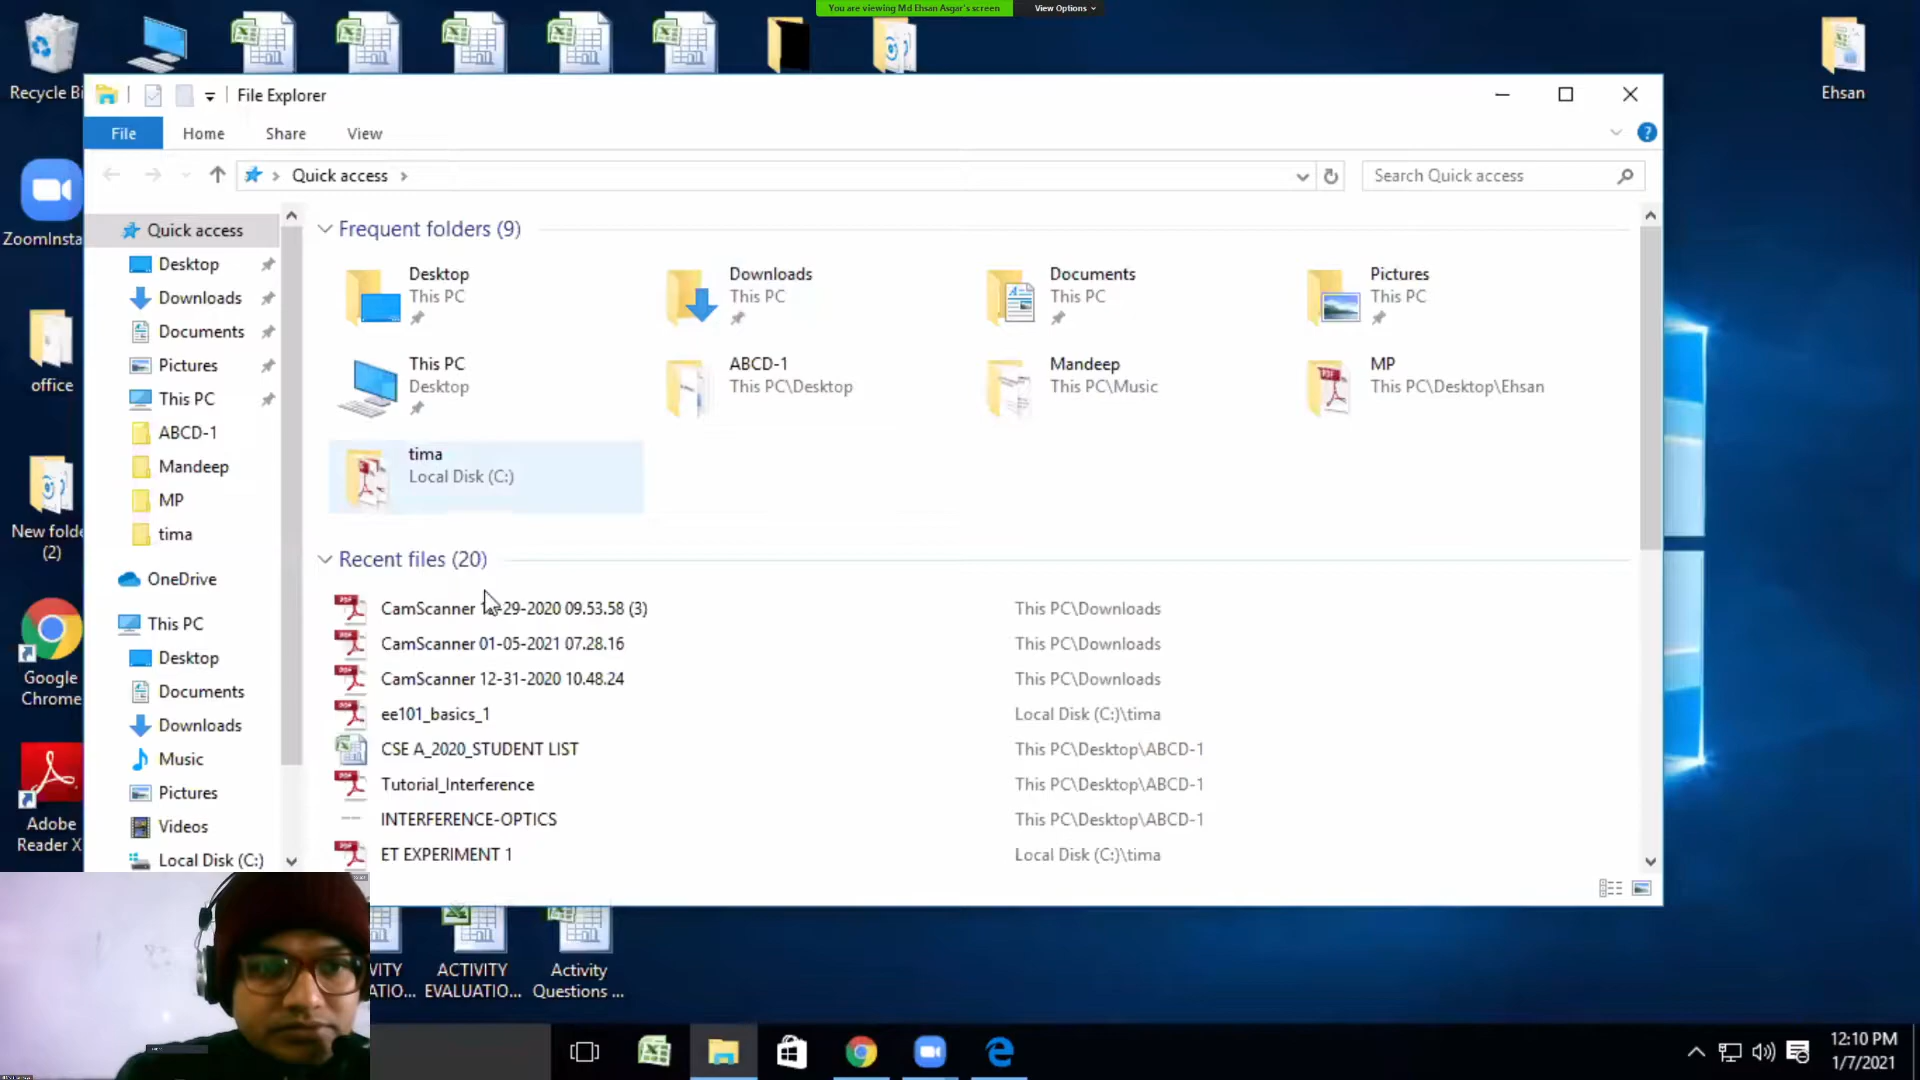 You are viewing Md Ehsan Asgar's screen
View Options
Recycle Bi
Ehsan
File Explorer
File
Home
Share
View
Quick access
Search Quick access
ZoomInsta
office
New folde
(2)
Google
Chrome
Adobe
Reader X
Quick access
Desktop
Downloads
Documents
Pictures
This PC
ABCD-1
Mandeep
MP
tima
OneDrive
This PC
Desktop
Documents
Downloads
Music
Pictures
Videos
Local Disk (C:)
Frequent folders (9)
Desktop
This PC
Downloads
This PC
Documents
This PC
Pictures
This PC
This PC
Desktop
ABCD-1
This PC\Desktop
Mandeep
This PC\Music
MP
This PC\Desktop\Ehsan
tima
Local Disk (C:)
Recent files (20)
CamScanner -29-2020 09.53.58 (3) This PC\Downloads
CamScanner 01-05-2021 07.28.16 This PC\Downloads
CamScanner 12-31-2020 10.48.24 This PC\Downloads
ee101_basics_1 Local Disk (C:)\tima
CSE A_2020_STUDENT LIST This PC\Desktop\ABCD-1
Tutorial_Interference This PC\Desktop\ABCD-1
INTERFERENCE-OPTICS This PC\Desktop\ABCD-1
ET EXPERIMENT 1 Local Disk (C:)\tima
VITY
ATIO...
ACTIVITY
EVALUATIO...
Activity
Questions ...
12:10 PM
1/7/2021